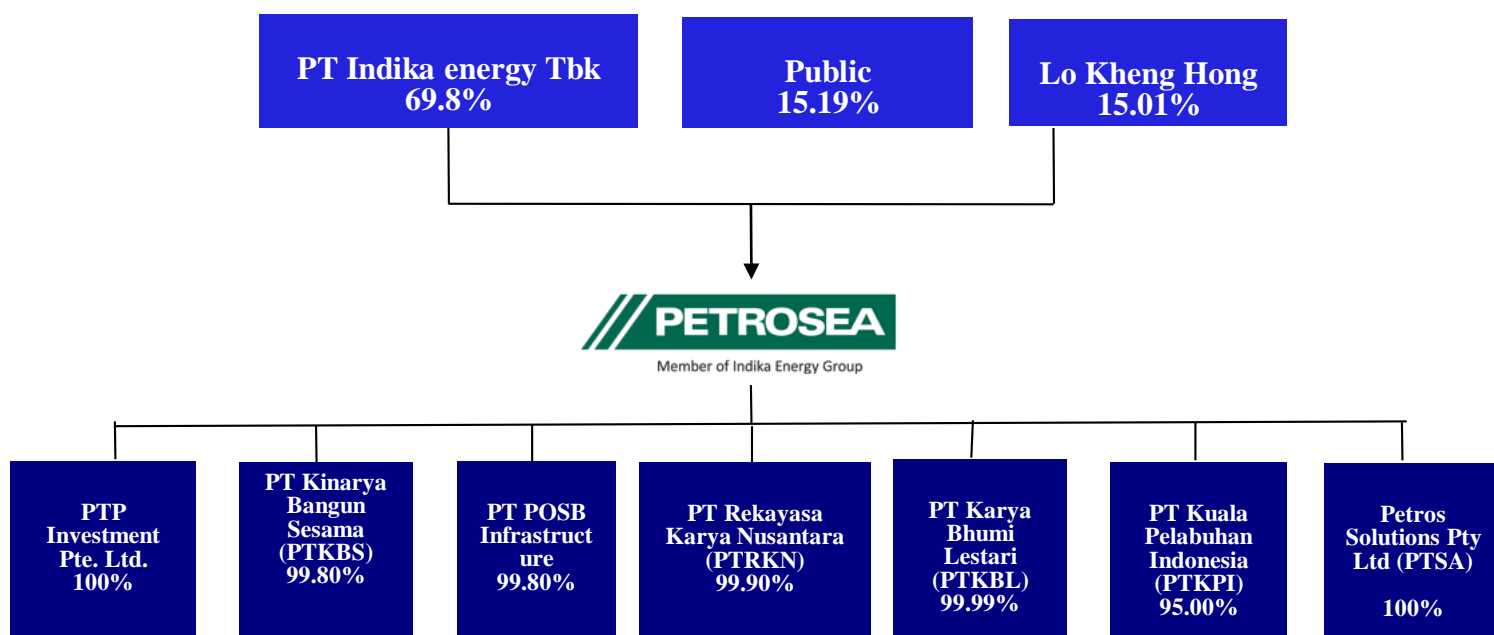 PT Indika energy Tbk
69.8%
Public
15.19%
Lo Kheng Hong
15.01%
PETROSEA
Member of Indika Energy Group
PTP
Investment
Pte. Ltd.
100%
PT Kinarya
Bangun
Sesama
(PTKBS)
99.80%
PT POSB
Infrastruct
ure
99.80%
PT Rekayasa
Karya Nusantara
(PTRKN)
99.90%
PT Karya
Bhumi
Lestari
(PTKBL)
99.99%
PT Kuala
Pelabuhan
Indonesia
(PTKPI)
95.00%
Petros
Solutions Pty
Ltd (PTSA)
100%